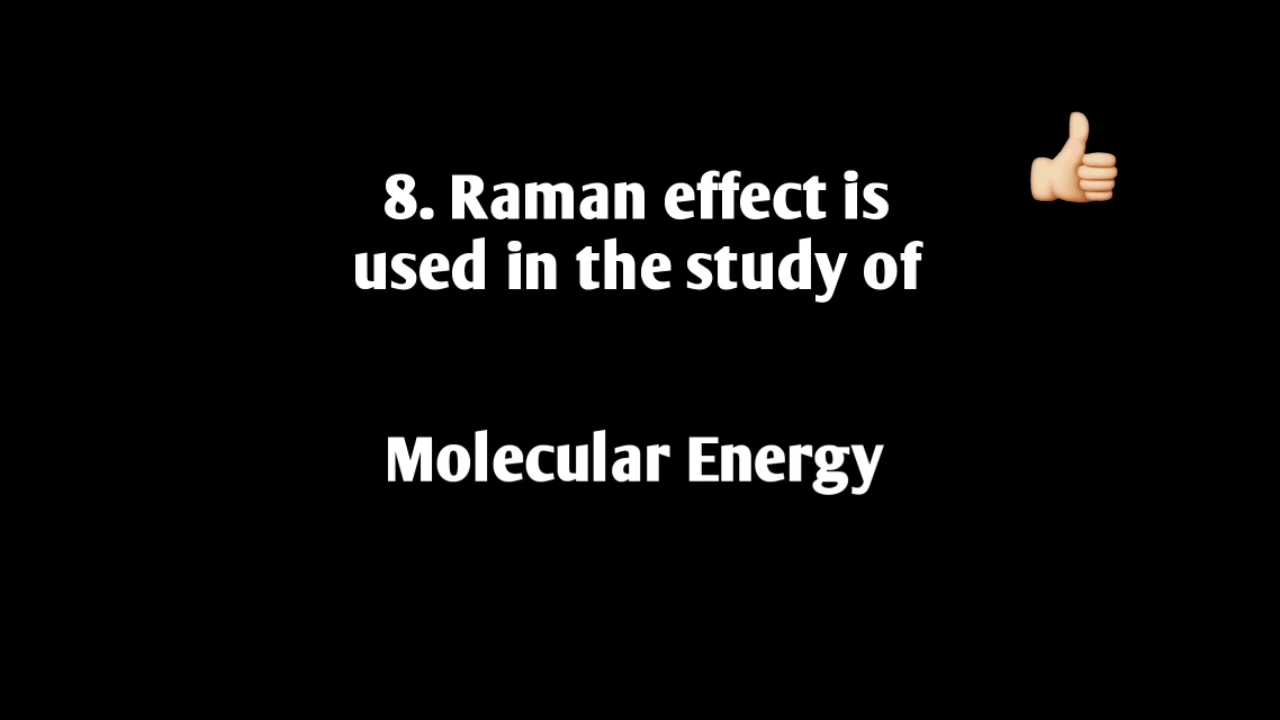 8. Raman effect is
used in the study of
Molecular Energy